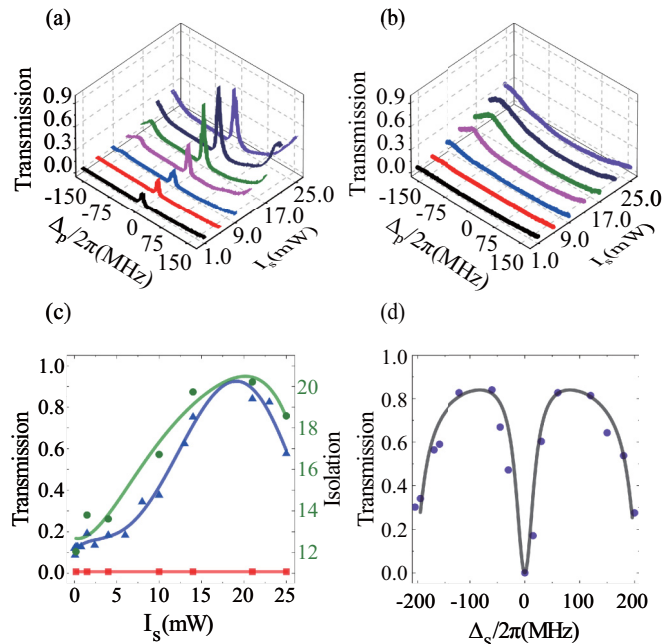 (a)
Transmission
0.9
0.6
0.3
0.0
-150
-75
0
75
150
Δp/2π(MHz)
1.0
9.0
17.0
25.0
Is(mW)
(b)
Transmission
0.9
0.6
0.3
0.0
-150
-75
0
75
150
Δp/2π(MHz)
1.0
9.0
17.0
25.0
Is(mW)
(c)
Transmission
1.0
0.8
0.6
0.4
0.2
0.0
0 5 10 15 20 25
Is(mW)
20
18
16
14
12
Isolation
(d)
Transmission
1.0
0.8
0.6
0.4
0.2
0.0
-200 -100 0 100 200
Δs/2π(MHz)